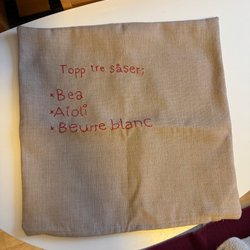 Topp tre såser;
*Bea
*Aioli
*Beurre blanc